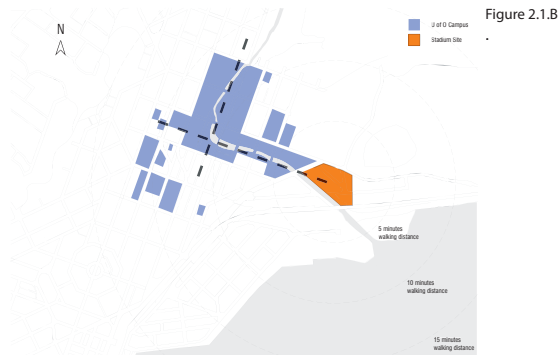 Figure 2.1.B
.
N
U of O Campus
Stadium Site
5 minutes
walking distance
10 minutes
walking distance
15 minutes
walking distance